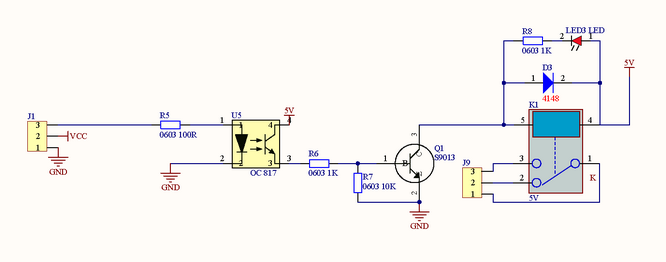 R8
2
LED3 LED
1
0603 1K
D3
1
2
4148
5V
K1
5
4
J1
3
2
1
VCC
GND
R5
0603 100R
1
2
GND
U5
1
4
2
3
OC 817
5V
4
3
R6
0603 1K
R7
0603 10K
1
B
3
C
E
2
Q1
S9013
GND
J9
3
2
1
3
2
1
K
5V